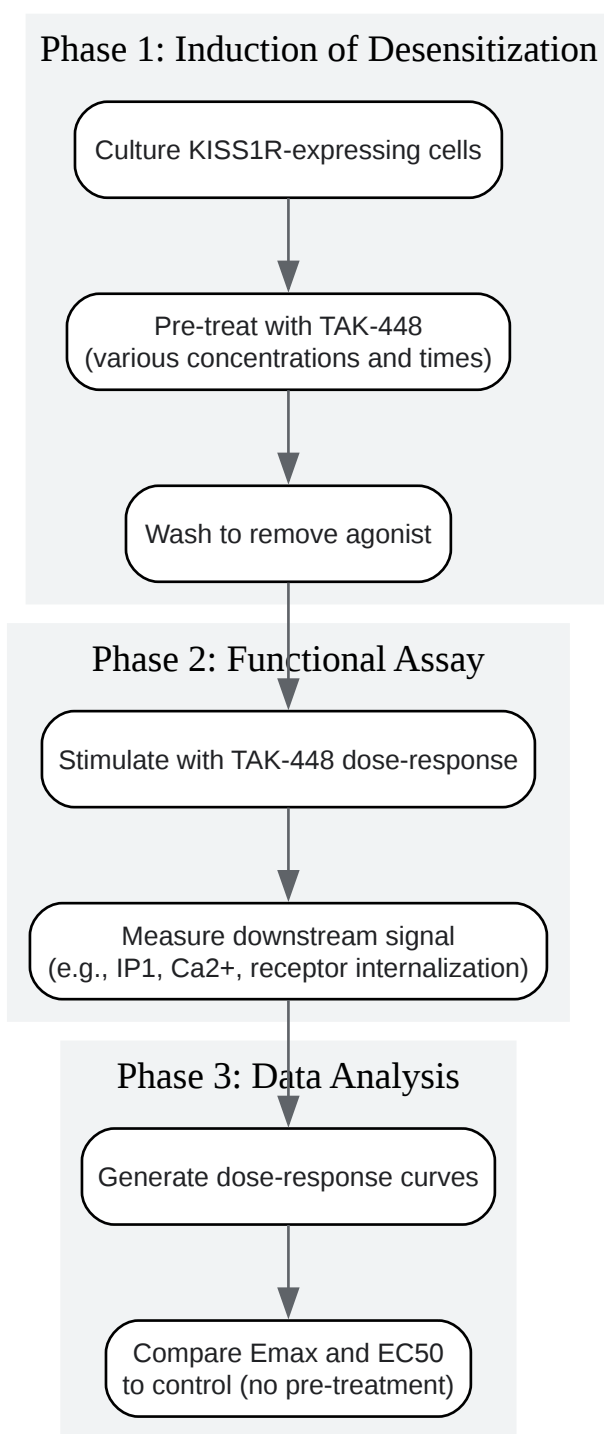 Phase 1: Induction of Desensitization
Culture KISS1R-expressing cells
Pre-treat with TAK-448
(various concentrations and times)
Wash to remove agonist
Phase 2: Functional Assay
Stimulate with TAK-448 dose-response
Measure downstream signal
(e.g., IP1, Ca2+, receptor internalization)
Phase 3: Data Analysis
Generate dose-response curves
Compare Emax and EC50
to control (no pre-treatment)